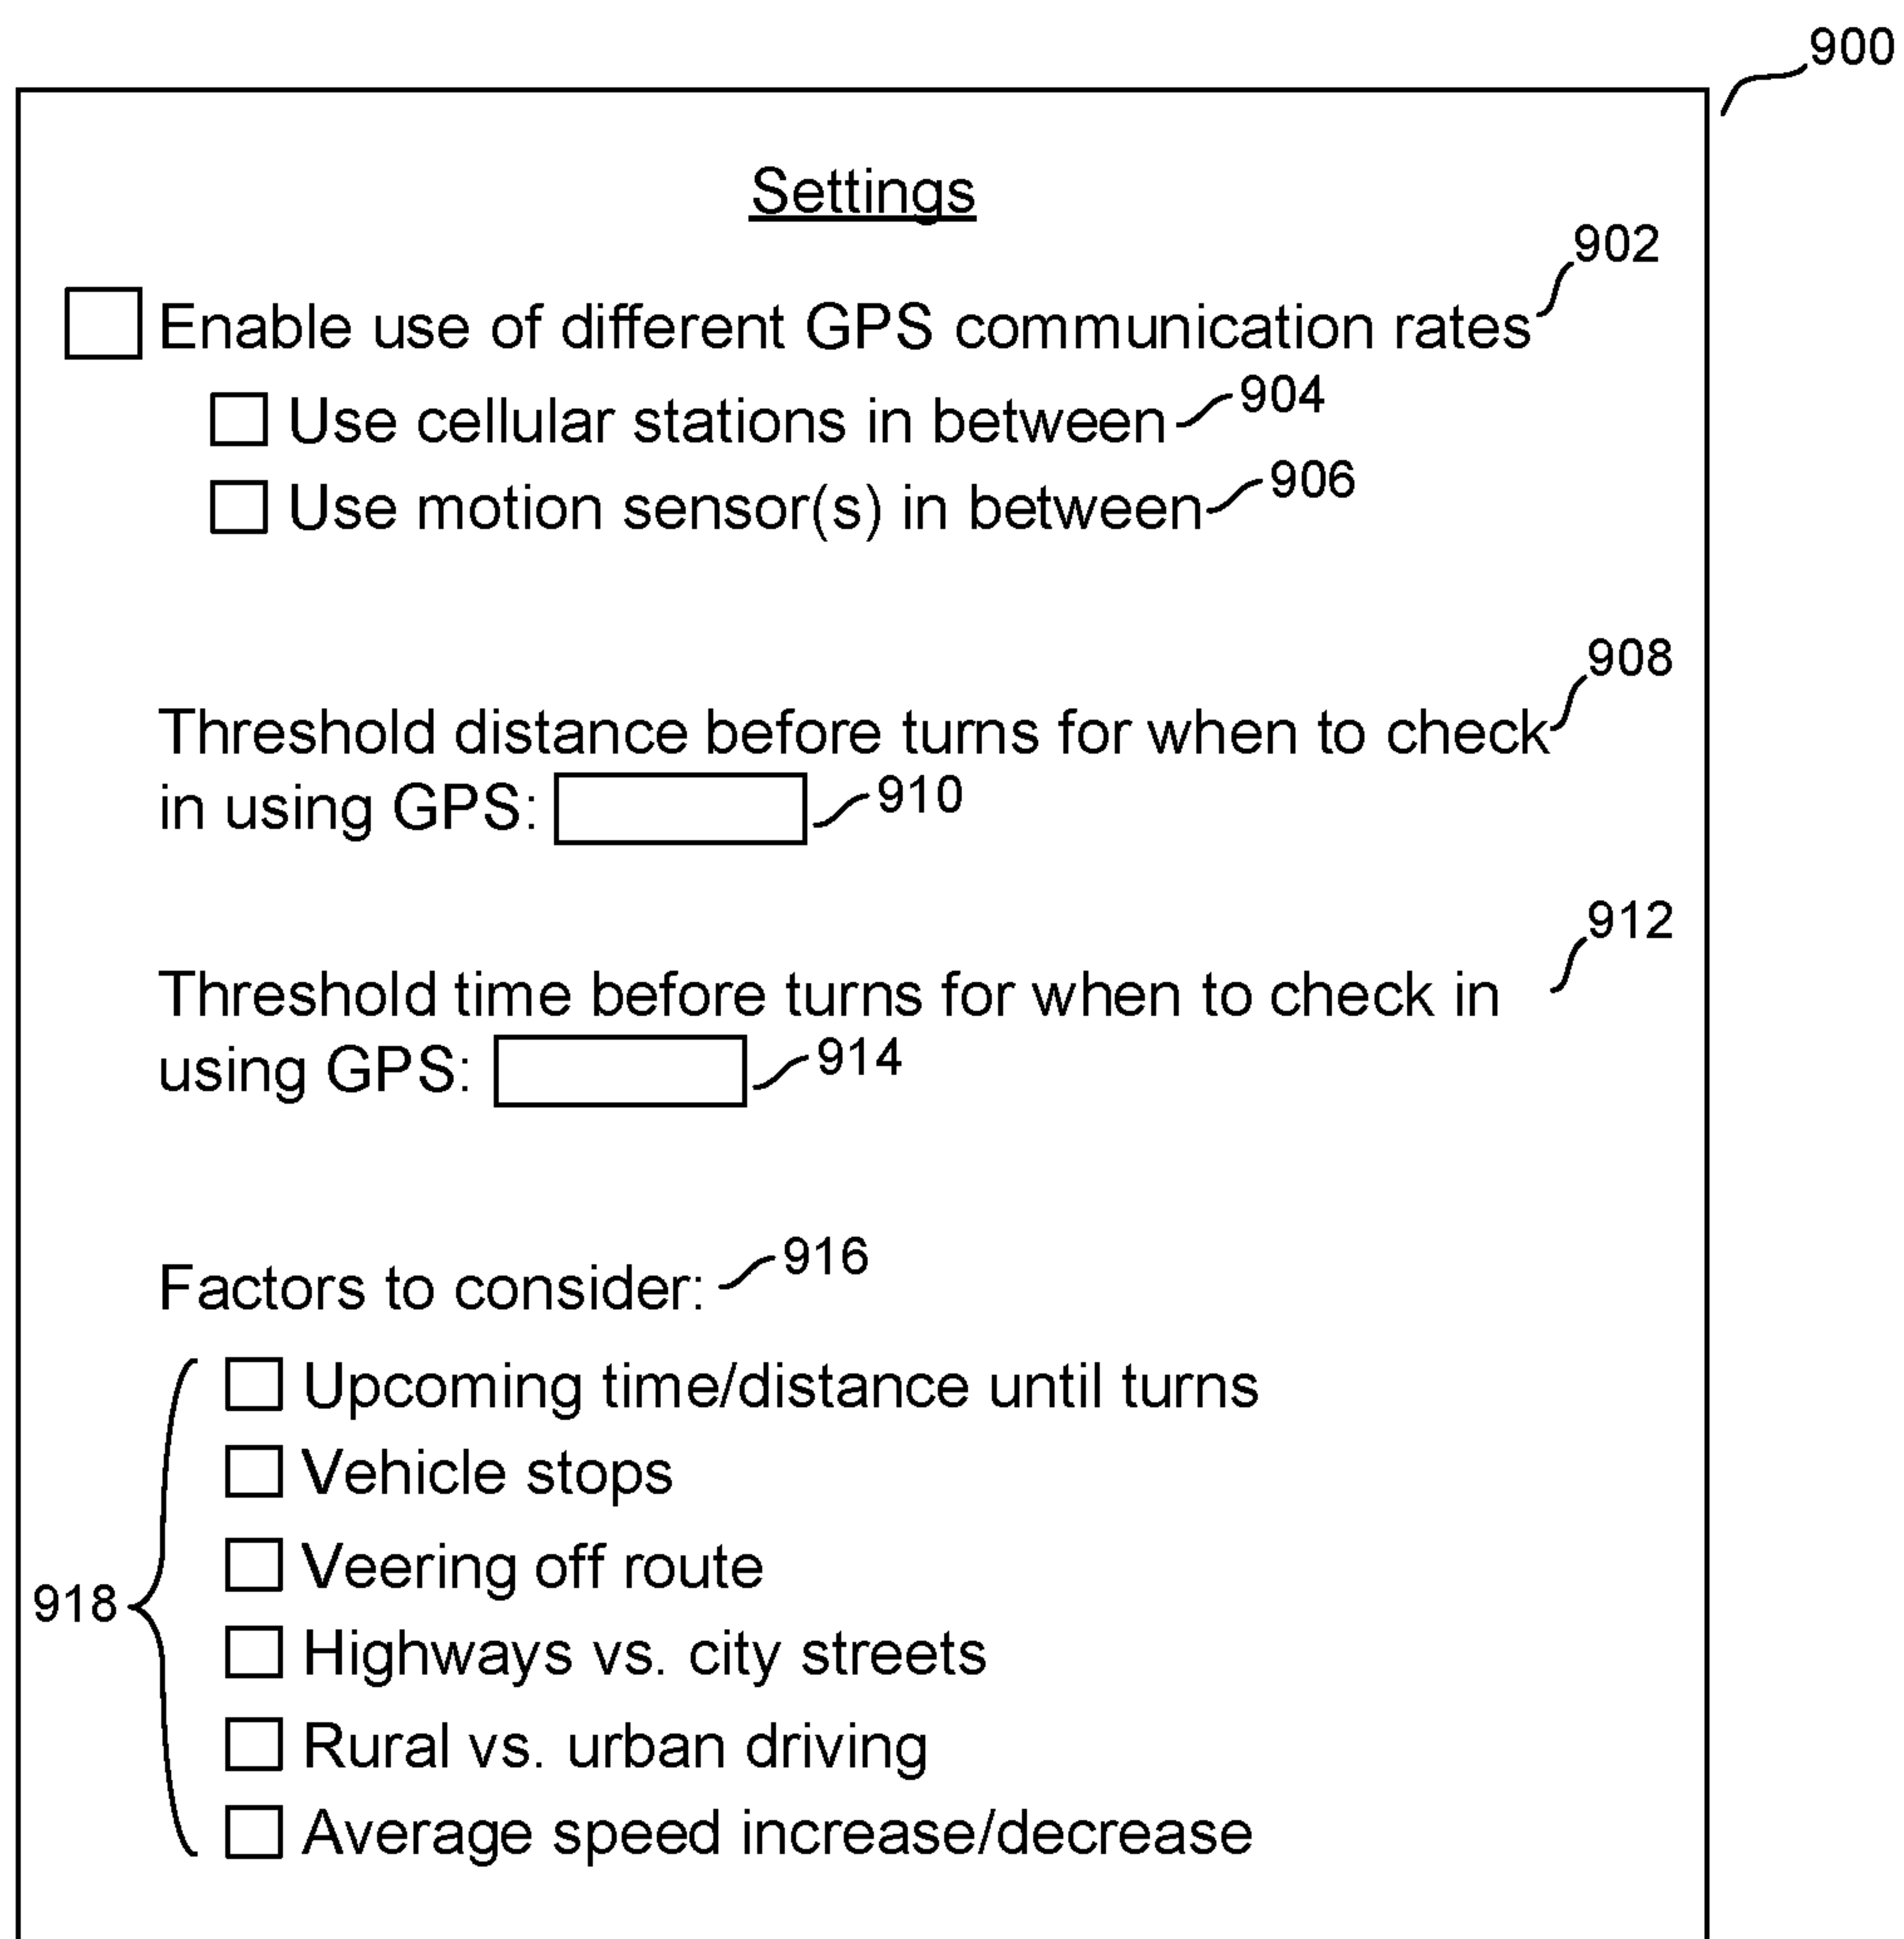 900
Settings
902
Enable use of different GPS communication rates
Use cellular stations in between 904
Use motion sensor(s) in between 906
908
Threshold distance before turns for when to check
in using GPS: 910
912
Threshold time before turns for when to check in
using GPS: 914
Factors to consider: 916
Upcoming time/distance until turns
Vehicle stops
Veering off route
918
Highways vs. city streets
Rural vs. urban driving
Average speed increase/decrease